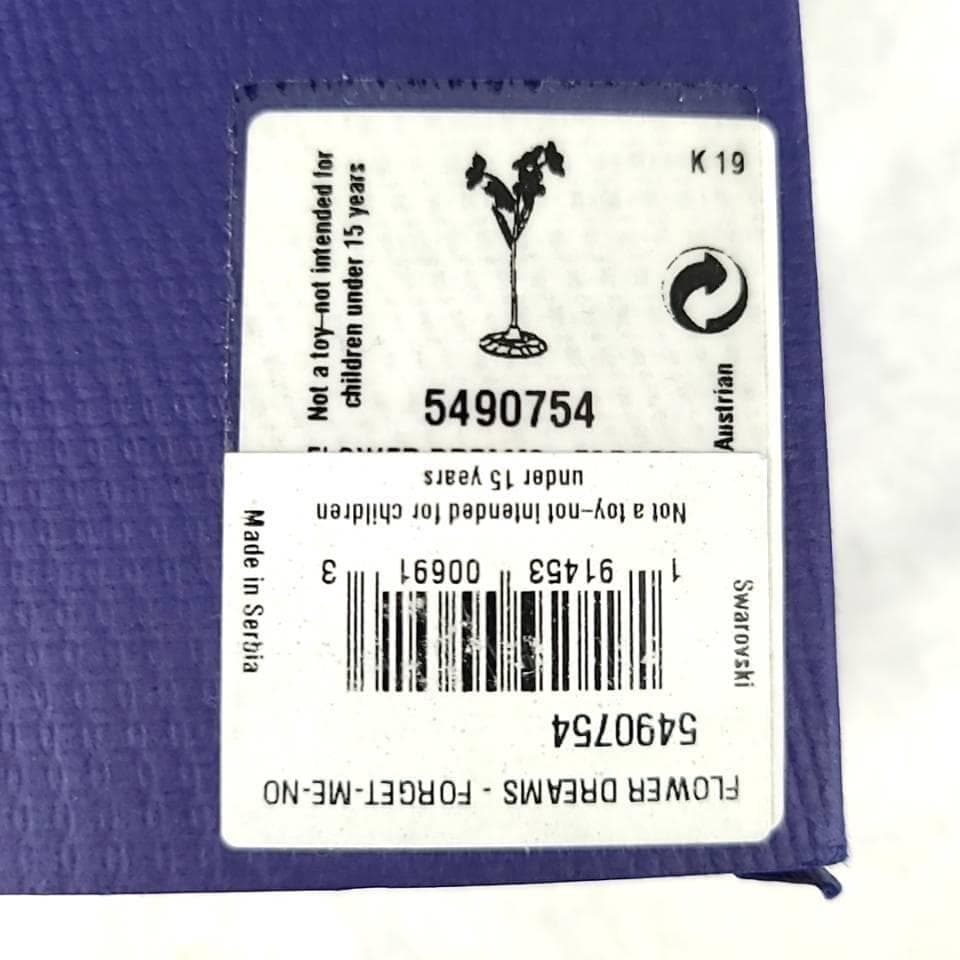 K 19
Not a toy–not intended for
children under 15 years
5490754
Austrian
FLOWER DREAMS - FORGET-ME-NO
5490754
1 91453 00691 3
Not a toy–not intended for children
under 15 years
Made in Serbia
Swarovski